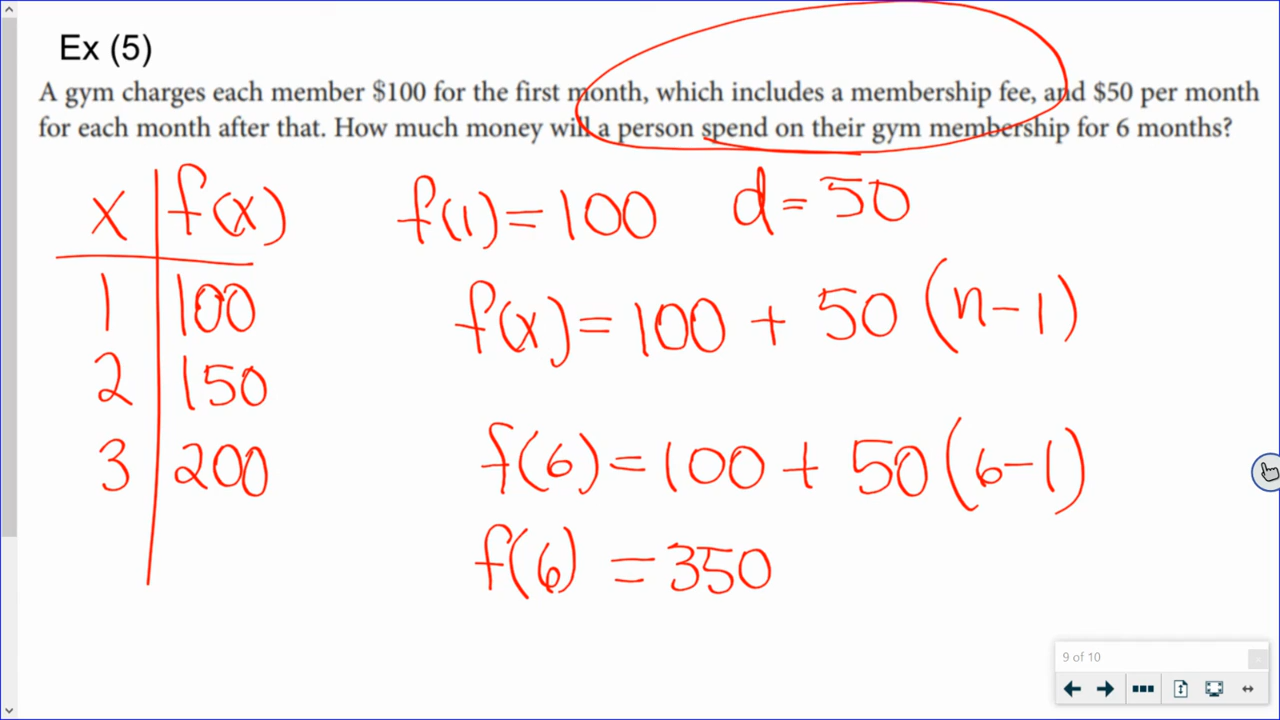 Ex (5)
A gym charges each member $100 for the first month, which includes a membership fee, and $50 per month
for each month after that. How much money will a person spend on their gym membership for 6 months?
x f(x)
1 100
2 150
3 200
f(1) = 100 d = 50
f(x) = 100 + 50 (n - 1)
f(6) = 100 + 50 (6 - 1)
f(6) = 350
9 of 10